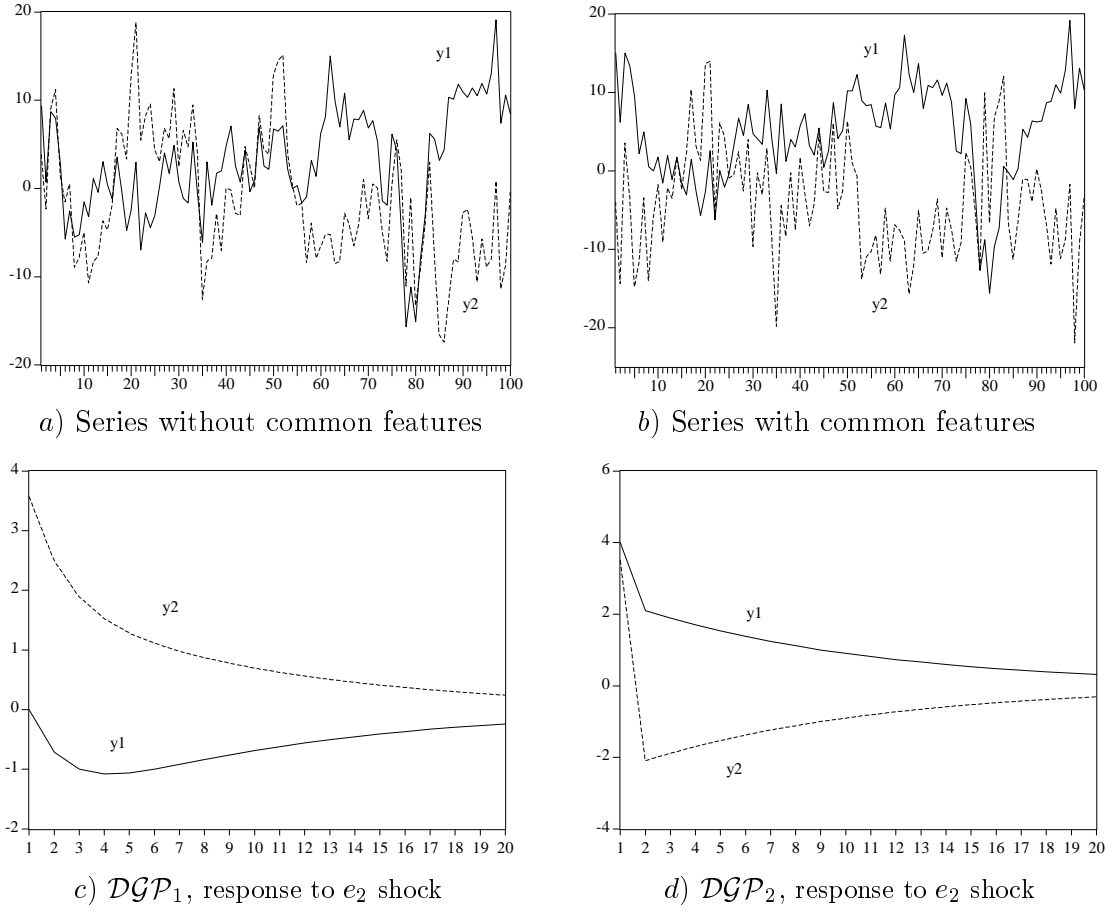 20
10
0
-10
-20
10 20 30 40 50 60 70 80 90 100
y1
y2
a) Series without common features
20
10
0
-10
-20
10 20 30 40 50 60 70 80 90 100
y1
y2
b) Series with common features
4
3
2
1
0
-1
-2
1 2 3 4 5 6 7 8 9 10 11 12 13 14 15 16 17 18 19 20
y2
y1
c) 𝒟𝒢𝒫₁, response to e₂ shock
6
4
2
0
-2
-4
1 2 3 4 5 6 7 8 9 10 11 12 13 14 15 16 17 18 19 20
y1
y2
d) 𝒟𝒢𝒫₂, response to e₂ shock